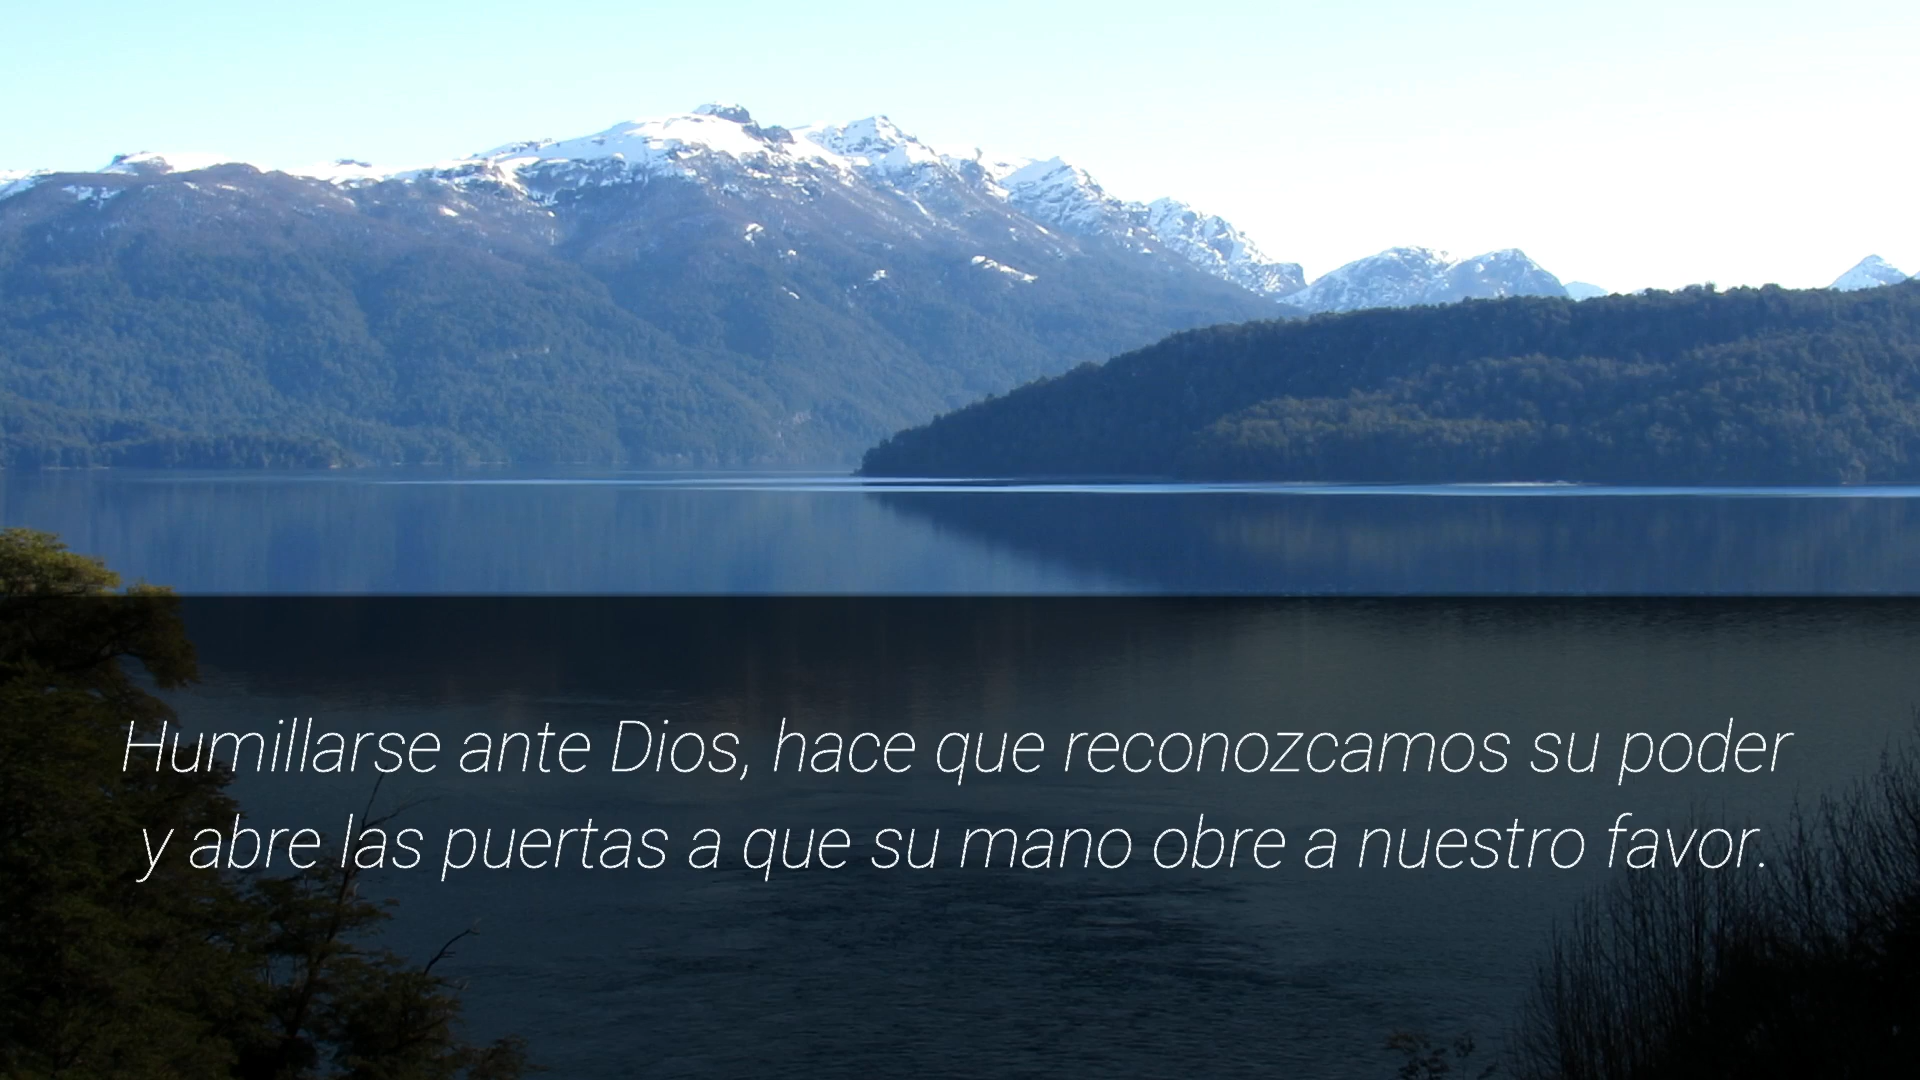 Humillarse ante Dios, hace que reconozcamos su poder
y abre las puertas a que su mano obre a nuestro favor.